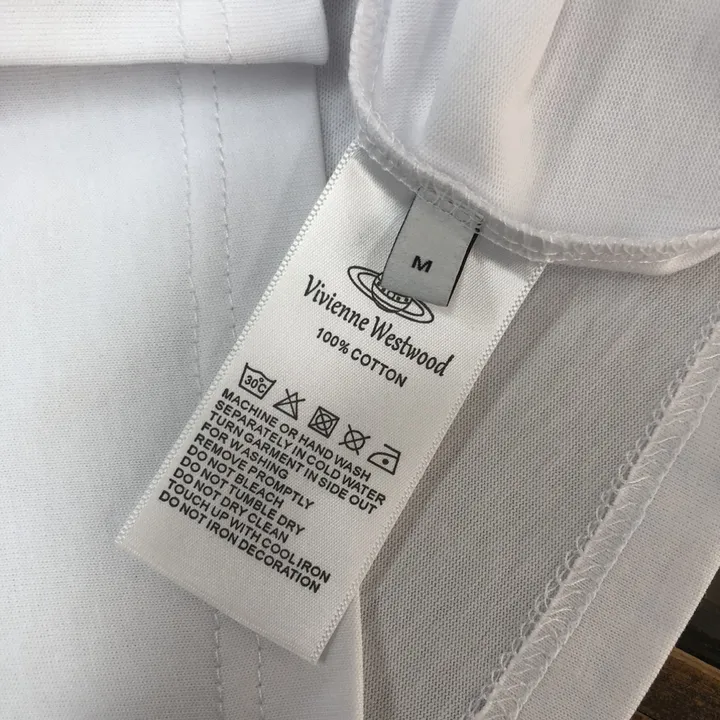 M
Vivienne Westwood
100% COTTON
30°C
MACHINE OR HAND WASH
SEPARATELY IN COLD WATER
TURN GARMENT IN SIDE OUT
FOR WASHING
REMOVE PROMPTLY
DO NOT BLEACH
DO NOT TUMBLE DRY
DO NOT DRY CLEAN
TOUCH UP WITH COOLIRON
DO NOT IRON DECORATION